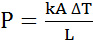 P = kA ΔT / L